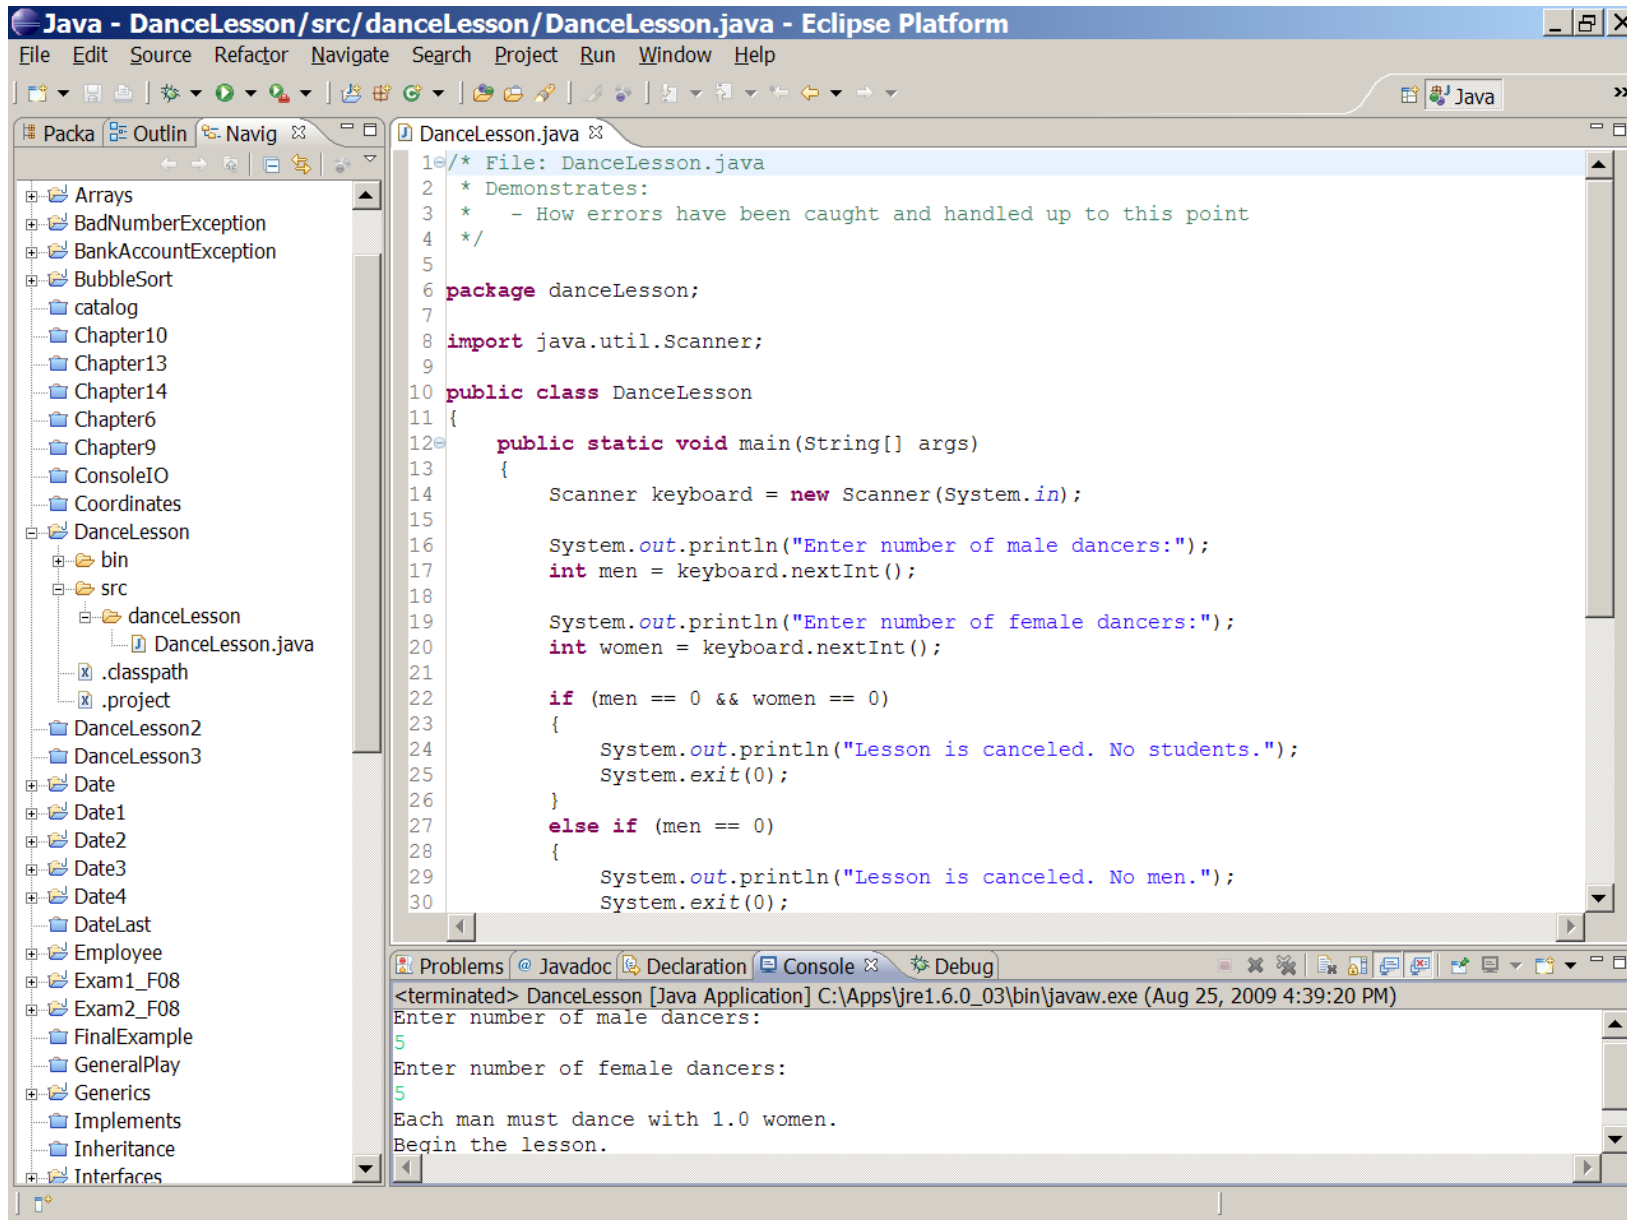 Java - DanceLesson/src/danceLesson/DanceLesson.java - Eclipse Platform
File Edit Source Refactor Navigate Search Project Run Window Help
Java
Packa Outlin Navig
Arrays
BadNumberException
BankAccountException
BubbleSort
catalog
Chapter10
Chapter13
Chapter14
Chapter6
Chapter9
ConsoleIO
Coordinates
DanceLesson
bin
src
danceLesson
DanceLesson.java
.classpath
.project
DanceLesson2
DanceLesson3
Date
Date1
Date2
Date3
Date4
DateLast
Employee
Exam1_F08
Exam2_F08
FinalExample
GeneralPlay
Generics
Implements
Inheritance
Interfaces
DanceLesson.java
1 /* File: DanceLesson.java
2  * Demonstrates:
3  *   - How errors have been caught and handled up to this point
4  */
5
6 package danceLesson;
7
8 import java.util.Scanner;
9
10 public class DanceLesson
11 {
12     public static void main(String[] args)
13     {
14         Scanner keyboard = new Scanner(System.in);
15
16         System.out.println("Enter number of male dancers:");
17         int men = keyboard.nextInt();
18
19         System.out.println("Enter number of female dancers:");
20         int women = keyboard.nextInt();
21
22         if (men == 0 && women == 0)
23         {
24             System.out.println("Lesson is canceled. No students.");
25             System.exit(0);
26         }
27         else if (men == 0)
28         {
29             System.out.println("Lesson is canceled. No men.");
30             System.exit(0);
Problems @ Javadoc Declaration Console Debug
<terminated> DanceLesson [Java Application] C:\Apps\jre1.6.0_03\bin\javaw.exe (Aug 25, 2009 4:39:20 PM)
Enter number of male dancers:
5
Enter number of female dancers:
5
Each man must dance with 1.0 women.
Begin the lesson.